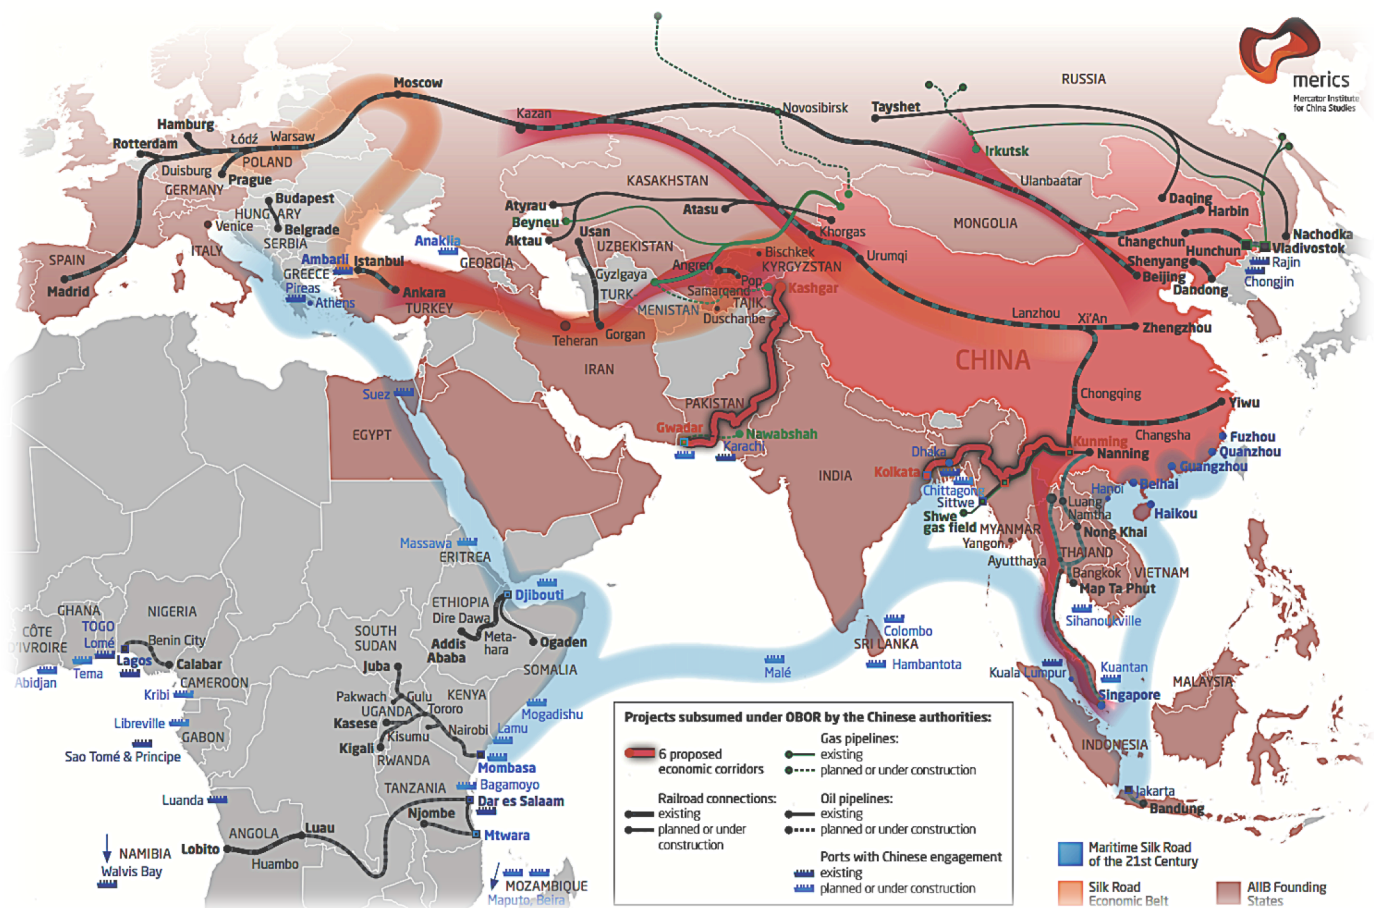 merics
Mercator Institute
for China Studies
RUSSIA
Moscow
Kazan
Novosibirsk
Tayshet
Irkutsk
Ulanbaatar
Hamburg
Rotterdam
Łódź
Warsaw
POLAND
Duisburg
Prague
GERMANY
Budapest
HUNGARY
Venice
Belgrade
SERBIA
ITALY
SPAIN
Madrid
GREECE
Pireas
Athens
Ambarli
Istanbul
Ankara
TURKEY
Anaklia
GEORGIA
KASAKHSTAN
Atyrau
Beyneu
Aktau
Usan
Atasu
UZBEKISTAN
Gyzlgaya
TURK
MENISTAN
Angren
Pop
Samarqand
TAJIK.
Duschanbe
Bischkek
KYRGYZSTAN
Kashgar
Khorgas
Urumqi
MONGOLIA
Daqing
Harbin
Changchun
Hunchun
Nachodka
Vladivostok
Rajin
Chongjin
Shenyang
Beijing
Dandong
Lanzhou
Xi'An
Zhengzhou
CHINA
Teheran
Gorgan
IRAN
PAKISTAN
Gwadar
Nawabshah
Karachi
Chongqing
Yiwu
Changsha
Kunming
Nanning
Fuzhou
Quanzhou
Guangzhou
Beihai
Haikou
Hanoi
Suez
EGYPT
INDIA
Dhaka
Kolkata
Chittagong
Sittwe
Shwe
gas field
MYANMAR
Yangon
Luang
Namtha
Nong Khai
THAILAND
Ayutthaya
Bangkok
VIETNAM
Map Ta Phut
Sihanoukville
Massawa
ERITREA
Djibouti
ETHIOPIA
Dire Dawa
Addis
Ababa
Meta-
hara
Ogaden
SOMALIA
Mogadishu
GHANA
TOGO
Lomé
NIGERIA
CÔTE
D'IVROIRE
Abidjan
Tema
Lagos
Benin City
Calabar
CAMEROON
Kribi
Libreville
GABON
Sao Tomé & Principe
SOUTH
SUDAN
Juba
Pakwach
Gulu
KENYA
UGANDA
Tororo
Kasese
Kisumu
Nairobi
Lamu
Kigali
RWANDA
Mombasa
Bagamoyo
TANZANIA
Dar es Salaam
Njombe
Mtwara
Luanda
ANGOLA
Luau
Lobito
Huambo
NAMIBIA
Walvis Bay
MOZAMBIQUE
Maputo, Beira
Colombo
SRI LANKA
Hambantota
Malé
Kuala Lumpur
Kuantan
Singapore
MALAYSIA
INDONESIA
Jakarta
Bandung
Projects subsumed under OBOR by the Chinese authorities:
6 proposed
economic corridors
Railroad connections:
existing
planned or under
construction
Gas pipelines:
existing
planned or under construction
Oil pipelines:
existing
planned or under construction
Ports with Chinese engagement
existing
planned or under construction
Maritime Silk Road
of the 21st Century
Silk Road
Economic Belt
AIIB Founding
States